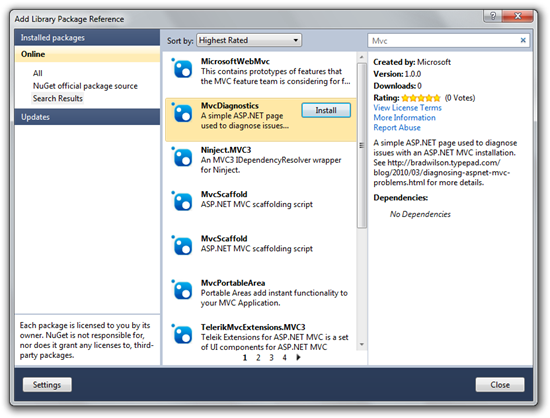 Add Library Package Reference
Installed packages
Online
All
NuGet official package source
Search Results
Updates
Each package is licensed to you by its
owner. NuGet is not responsible for,
nor does it grant any licenses to, third-
party packages.
Sort by: Highest Rated
MicrosoftWebMvc
This contains prototypes of features that
the MVC feature team is considering for f...
MvcDiagnostics
A simple ASP.NET page
used to diagnose issues...
Install
Ninject.MVC3
An MVC3 IDependencyResolver wrapper
for Ninject.
MvcScaffold
ASP.NET MVC scaffolding script
MvcScaffold
ASP.NET MVC scaffolding script
MvcPortableArea
Portable Areas add instant functionality to
your MVC Application.
TelerikMvcExtensions.MVC3
Teleik Extensions for ASP.NET MVC is a set
of UI components for ASP.NET MVC
1 2 3 4
Mvc
Created by: Microsoft
Version: 1.0.0
Downloads: 0
Rating: (0 Votes)
View License Terms
More Information
Report Abuse
A simple ASP.NET page used to diagnose
issues with an ASP.NET MVC installation.
See http://bradwilson.typepad.com/
blog/2010/03/diagnosing-aspnet-mvc-
problems.html for more details.
Dependencies:
No Dependencies
Settings
Close